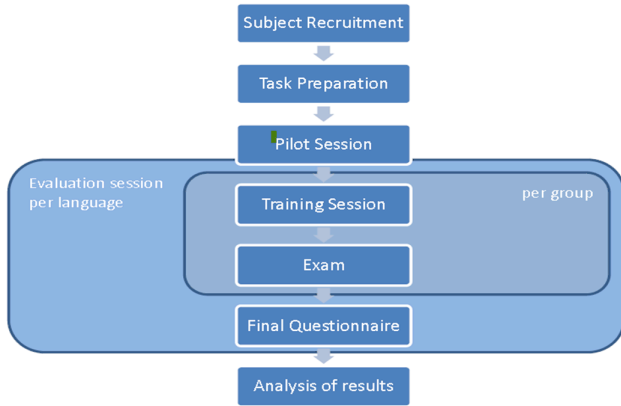 Subject Recruitment
Task Preparation
Pilot Session
Evaluation session
per language
per group
Training Session
Exam
Final Questionnaire
Analysis of results